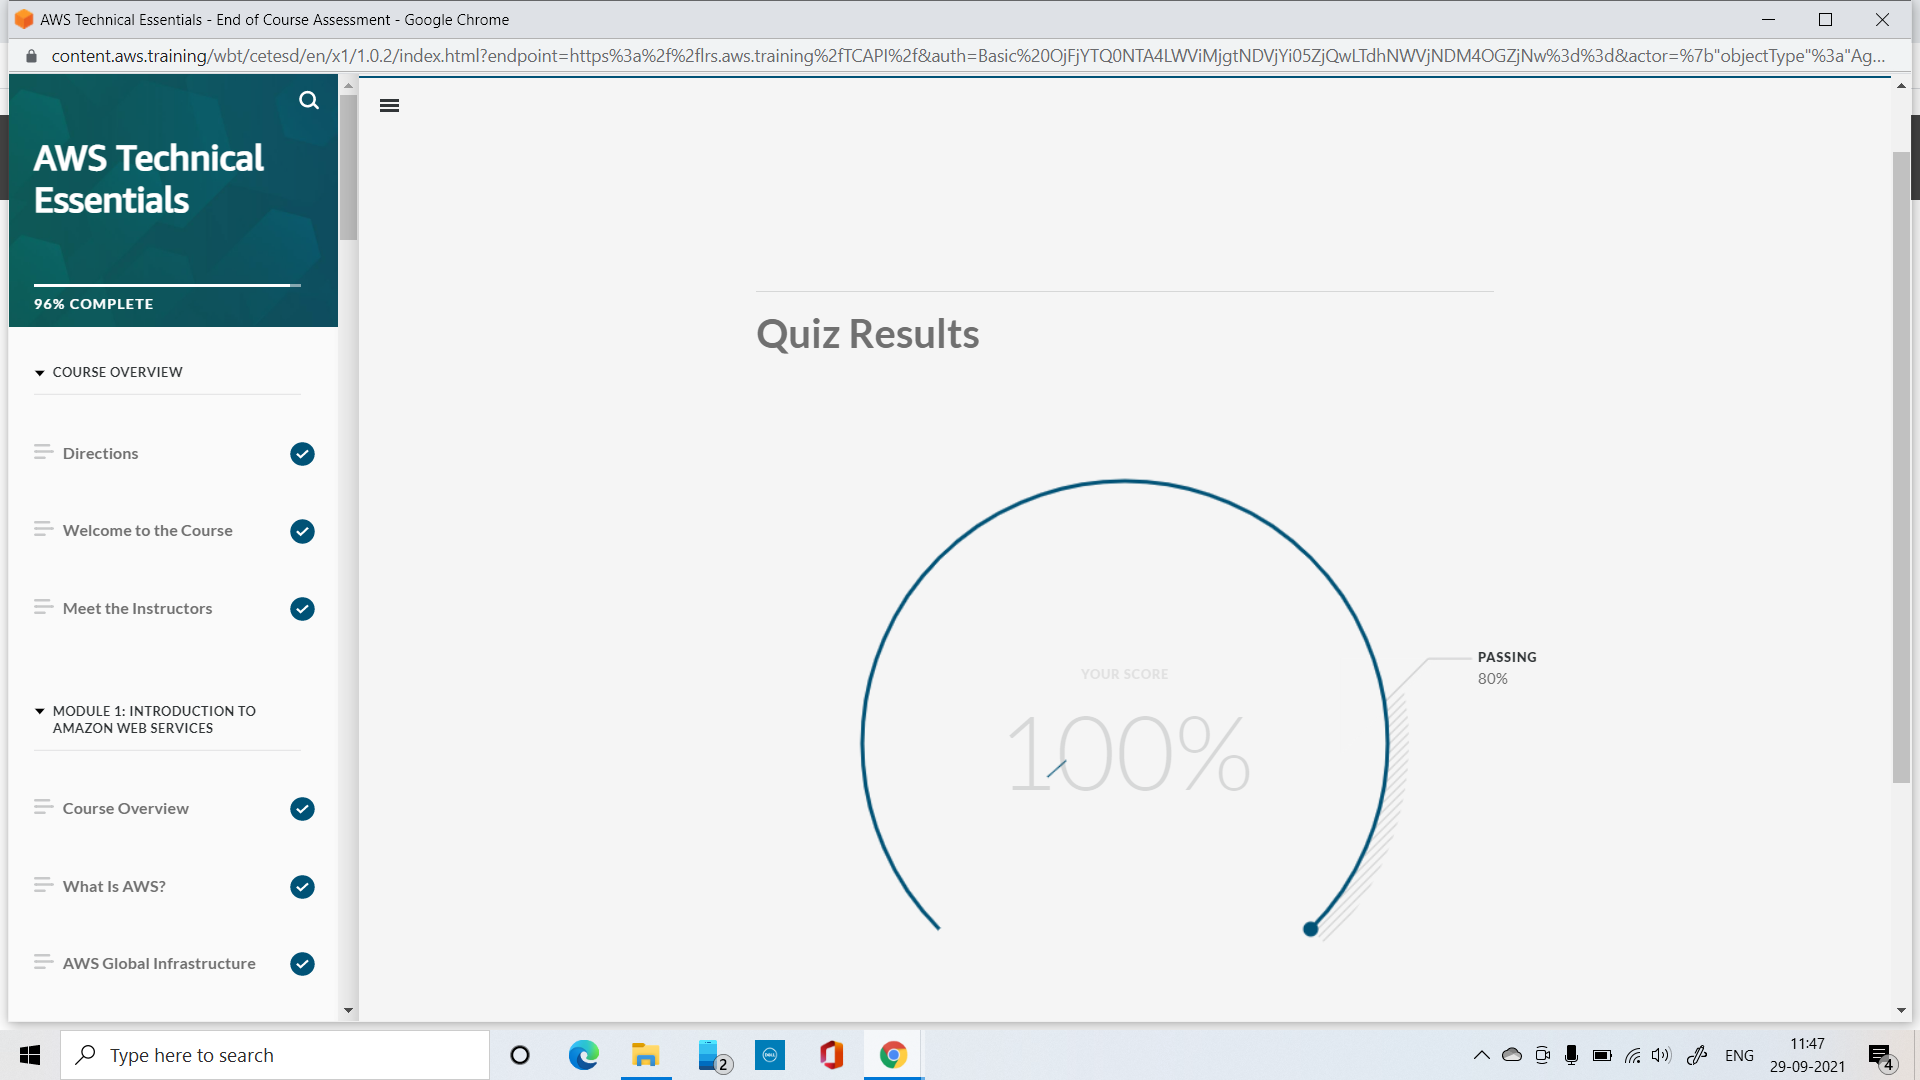 AWS Technical Essentials - End of Course Assessment - Google Chrome
content.aws.training/wbt/cetesd/en/x1/1.0.2/index.html?endpoint=https%3a%2f%2flrs.aws.training%2fTCAPI%2f&auth=Basic%20OjFjYTQ0NTA4LWViMjgtNDVjYi05ZjQwLTdhNWVjNDM4OGZjNw%3d%3d&actor=%7b"objectType"%3a"Ag...
AWS Technical
Essentials
96% COMPLETE
COURSE OVERVIEW
Directions
Welcome to the Course
Meet the Instructors
MODULE 1: INTRODUCTION TO
AMAZON WEB SERVICES
Course Overview
What Is AWS?
AWS Global Infrastructure
Quiz Results
YOUR SCORE
100%
PASSING
80%
Type here to search
2
DELL
ENG
11:47
29-09-2021
4